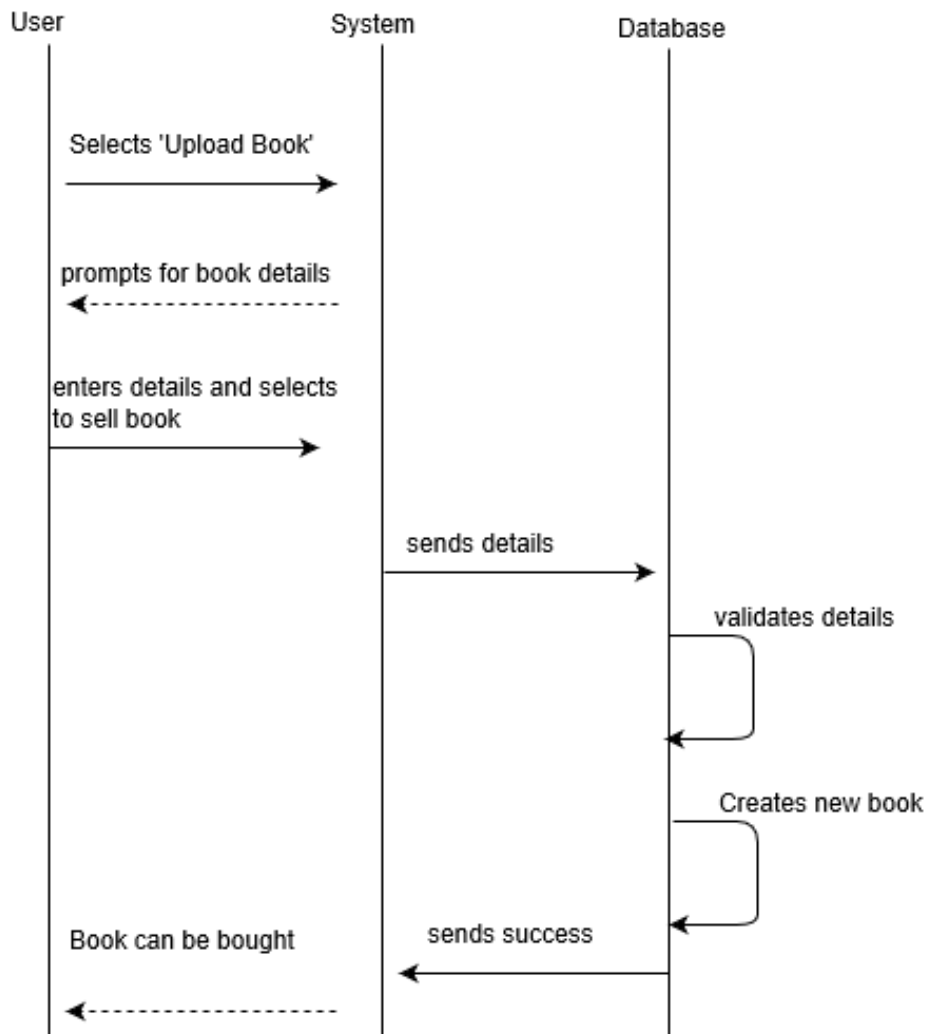 User
System
Database
Selects 'Upload Book'
prompts for book details
enters details and selects
to sell book
sends details
validates details
Creates new book
sends success
Book can be bought